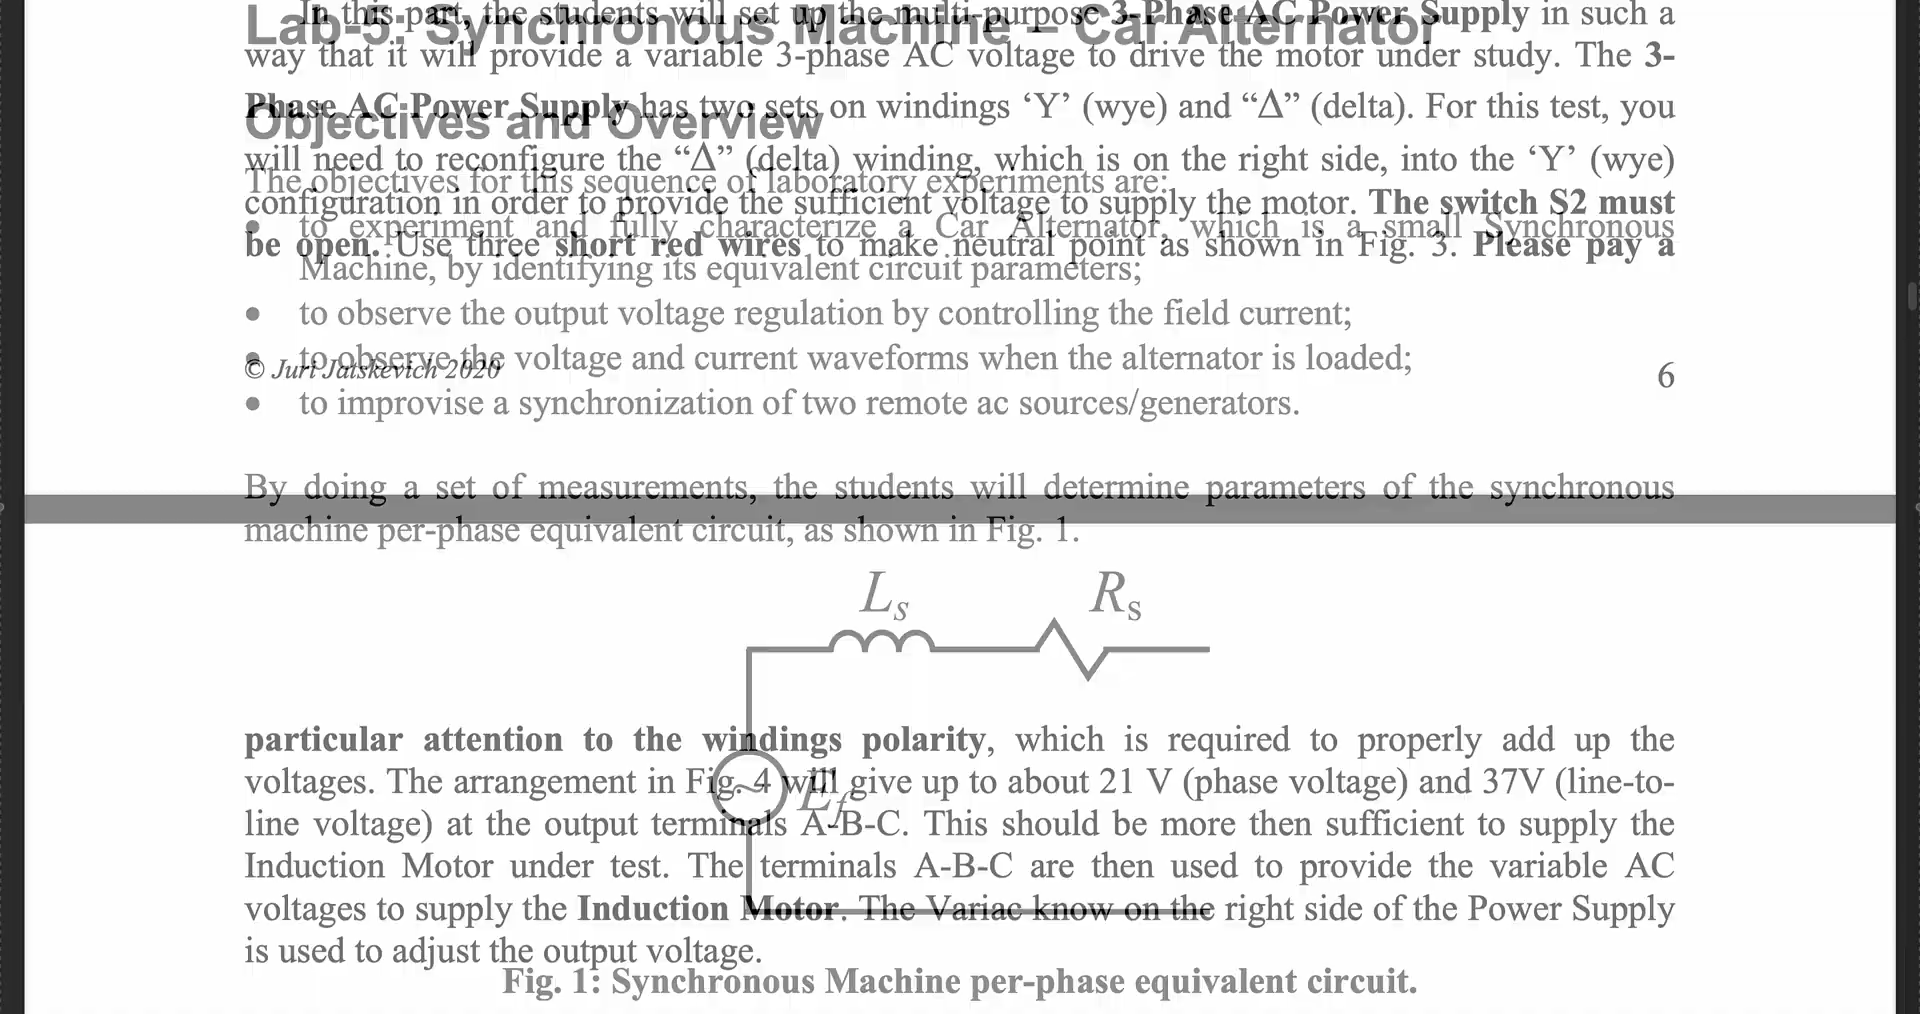 In this part, the students will set up the multi-purpose 3-Phase AC Power Supply in such a
way that it will provide a variable 3-phase AC voltage to drive the motor under study. The 3-
Phase AC Power Supply has two sets on windings ‘Y’ (wye) and “Δ” (delta). For this test, you
will need to reconfigure the “Δ” (delta) winding, which is on the right side, into the ‘Y’ (wye)
configuration in order to provide the sufficient voltage to supply the motor. The switch S2 must
be open. Use three short red wires to make neutral point as shown in Fig. 3. Please pay a
© Juri Jatskevich 2020
6
particular attention to the windings polarity, which is required to properly add up the
voltages. The arrangement in Fig. 4 will give up to about 21 V (phase voltage) and 37V (line-to-
line voltage) at the output terminals A-B-C. This should be more then sufficient to supply the
Induction Motor under test. The terminals A-B-C are then used to provide the variable AC
voltages to supply the Induction Motor. The Variac know on the right side of the Power Supply
is used to adjust the output voltage.
Lab-5: Synchronous Machine – Car Alternator
Objectives and Overview
The objectives for this sequence of laboratory experiments are:
• to experiment and fully characterize a Car Alternator, which is a small Synchronous
Machine, by identifying its equivalent circuit parameters;
• to observe the output voltage regulation by controlling the field current;
• to observe the voltage and current waveforms when the alternator is loaded;
• to improvise a synchronization of two remote ac sources/generators.
By doing a set of measurements, the students will determine parameters of the synchronous
machine per-phase equivalent circuit, as shown in Fig. 1.
Ls
Rs
Ef
Fig. 1: Synchronous Machine per-phase equivalent circuit.